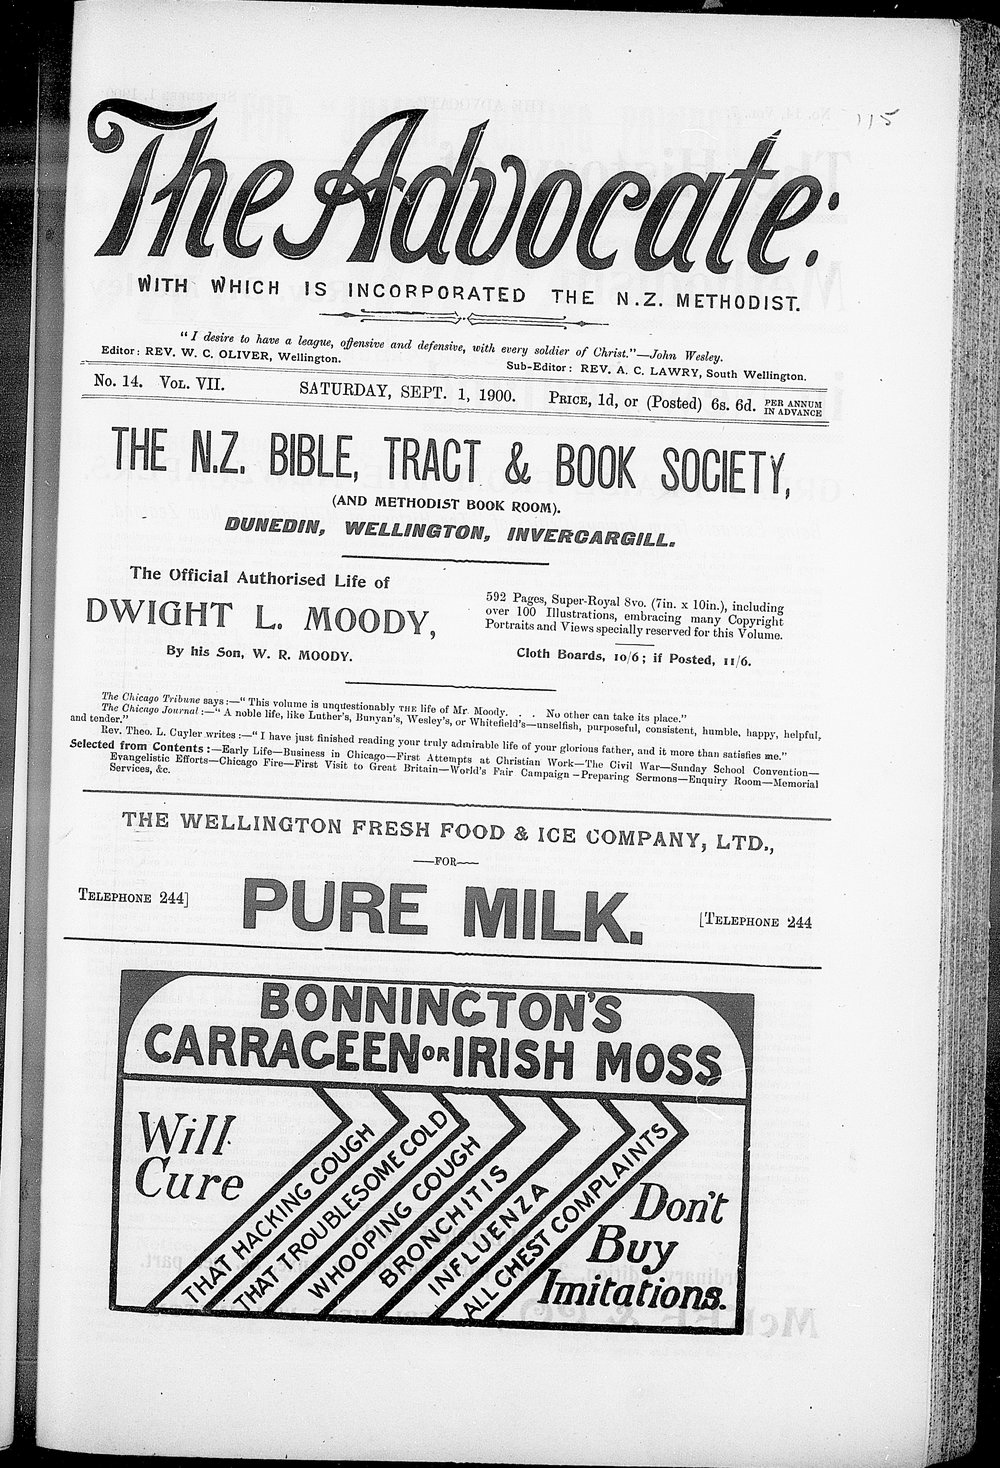 115
The Advocate:
WITH WHICH IS INCORPORATED THE N.Z. METHODIST.
"I desire to have a league, offensive and defensive, with every soldier of Christ."—John Wesley.
Editor: REV. W. C. OLIVER, Wellington.
Sub-Editor: REV. A. C. LAWRY, South Wellington.
No. 14. VOL. VII.
SATURDAY, SEPT. 1, 1900.
PRICE, 1d, or (Posted) 6s. 6d. PER ANNUM IN ADVANCE
THE N.Z. BIBLE, TRACT & BOOK SOCIETY,
(AND METHODIST BOOK ROOM).
DUNEDIN, WELLINGTON, INVERCARGILL.
The Official Authorised Life of
DWIGHT L. MOODY,
By his Son, W. R. MOODY.
592 Pages, Super-Royal 8vo. (7in. x 10in.), including
over 100 Illustrations, embracing many Copyright
Portraits and Views specially reserved for this Volume.
Cloth Boards, 10/6; if Posted, 11/6.
The Chicago Tribune says:—"This volume is unquestionably THE life of Mr. Moody. . . No other can take its place."
The Chicago Journal:—"A noble life, like Luther's, Bunyan's, Wesley's, or Whitefield's—unselfish, purposeful, consistent, humble, happy, helpful,
and tender."
Rev. Theo. L. Cuyler writes:—"I have just finished reading your truly admirable life of your glorious father, and it more than satisfies me."
Selected from Contents:—Early Life—Business in Chicago—First Attempts at Christian Work—The Civil War—Sunday School Convention—
Evangelistic Efforts—Chicago Fire—First Visit to Great Britain—World's Fair Campaign—Preparing Sermons—Enquiry Room—Memorial
Services, &c.
THE WELLINGTON FRESH FOOD & ICE COMPANY, LTD.,
—FOR—
TELEPHONE 244]
PURE MILK.
[TELEPHONE 244
BONNINGTON'S
CARRAGEEN OR IRISH MOSS
Will
Cure
THAT HACKING COUGH
THAT TROUBLESOME COLD
WHOOPING COUGH
BRONCHITIS
INFLUENZA
ALL CHEST COMPLAINTS
Don't
Buy
Imitations.